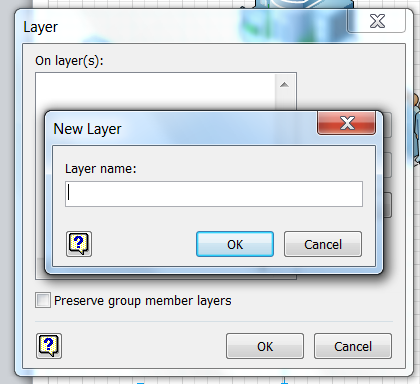 Layer
On layer(s):
New Layer
Layer name:
?
OK Cancel
Preserve group member layers
?
OK Cancel